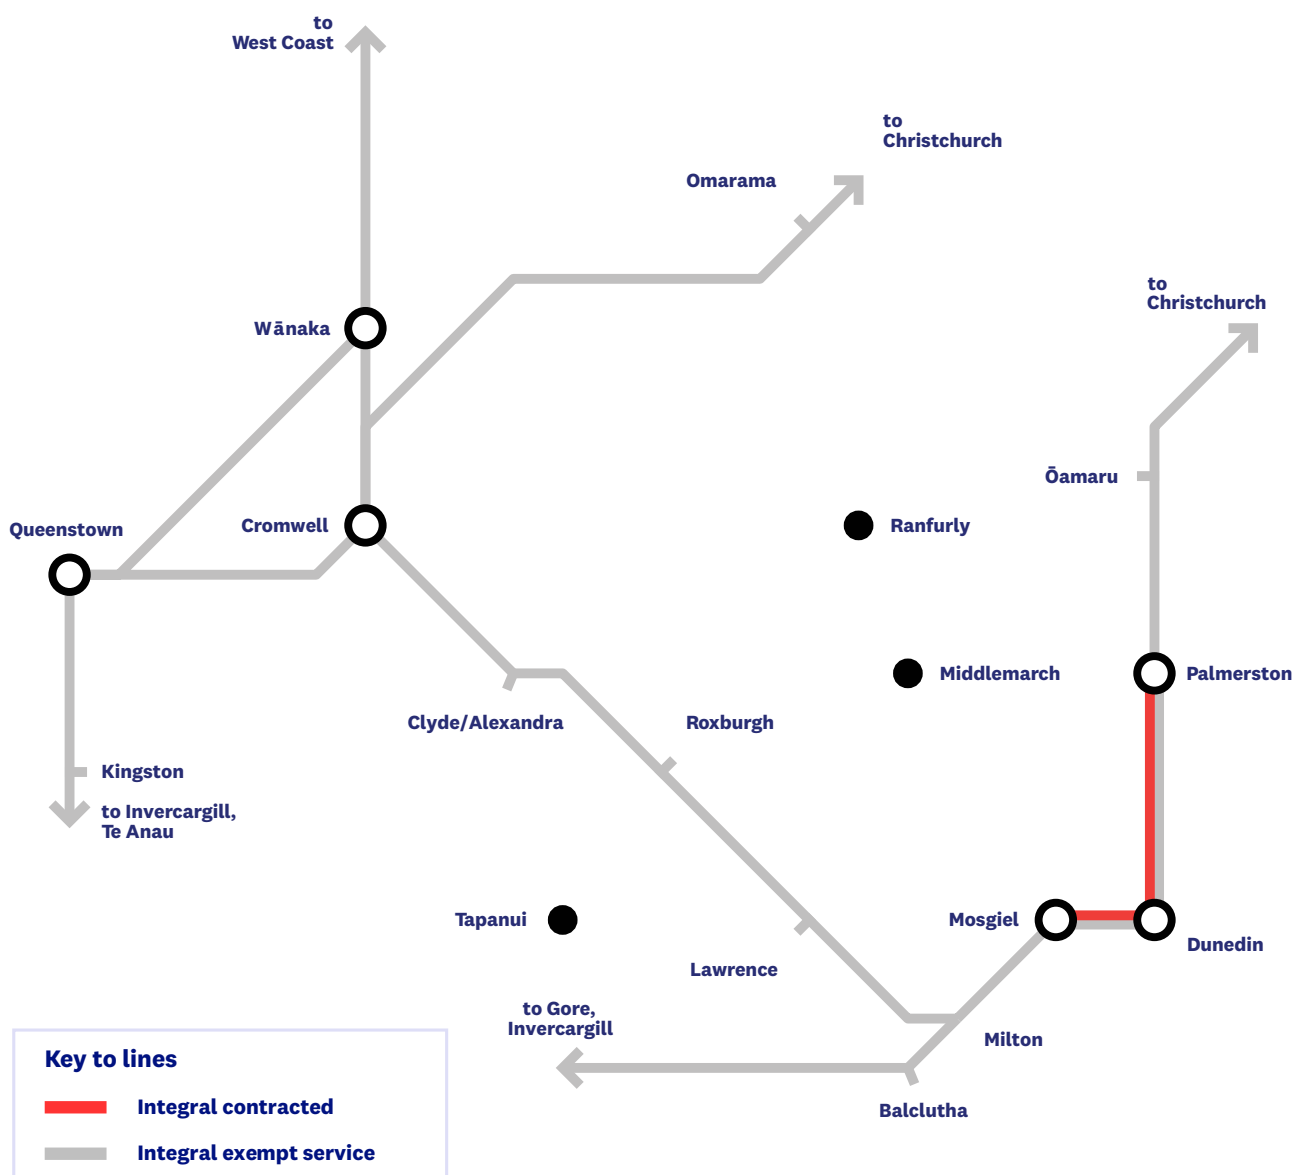 to
West Coast
to
Christchurch
Omarama
to
Christchurch
Wānaka
Ōamaru
Queenstown
Cromwell
Ranfurly
Middlemarch
Palmerston
Clyde/Alexandra
Roxburgh
Kingston
to Invercargill,
Te Anau
Tapanui
Mosgiel
Dunedin
Lawrence
to Gore,
Invercargill
Milton
Balclutha
Key to lines
Integral contracted
Integral exempt service